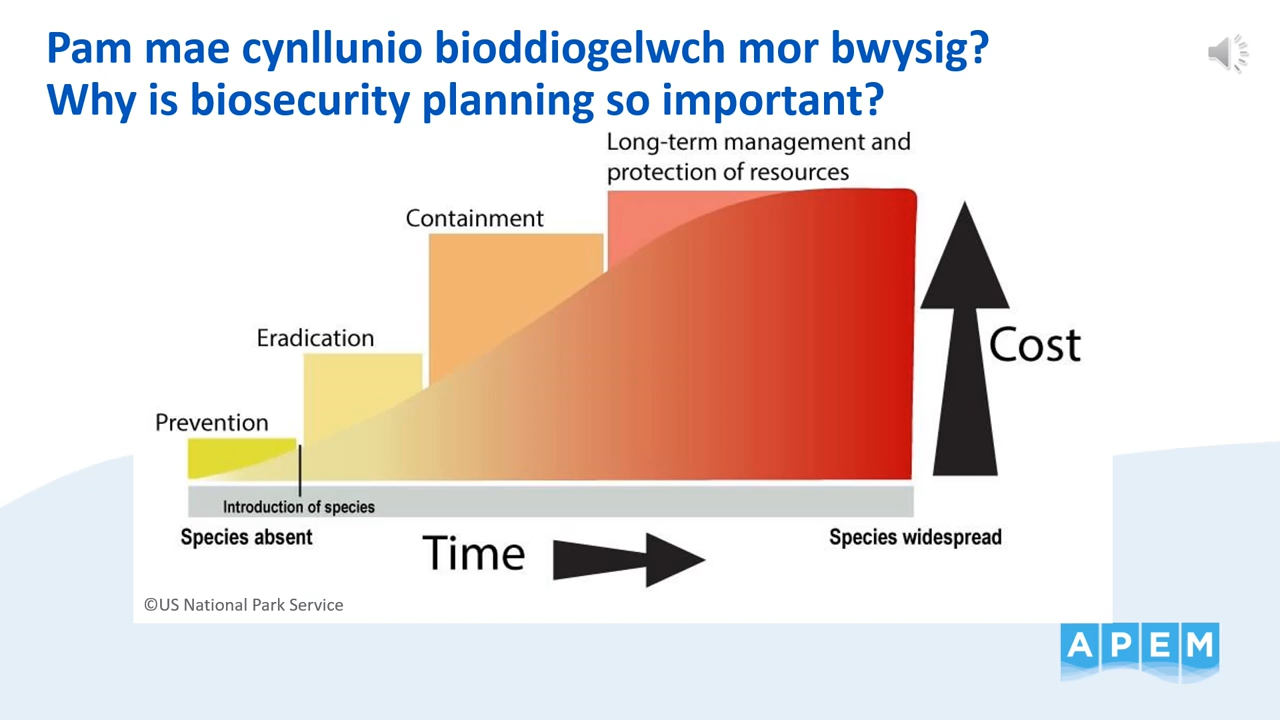 Pam mae cynllunio bioddiogelwch mor bwysig?
Why is biosecurity planning so important?
Long-term management and
protection of resources
Containment
Eradication
Prevention
Cost
Introduction of species
Species absent
Species widespread
Time
©US National Park Service
APEM